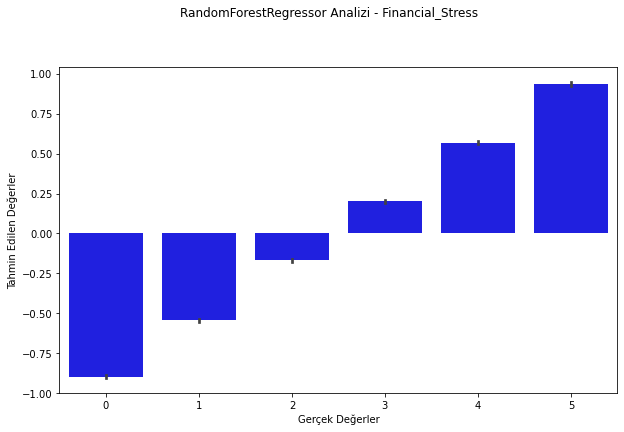 RandomForestRegressor Analizi - Financial_Stress
1.00
0.75
0.50
0.25
0.00
−0.25
−0.50
−0.75
−1.00
Tahmin Edilen Değerler
0 1 2 3 4 5
Gerçek Değerler